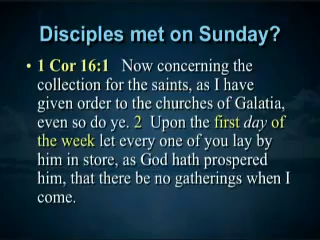 Disciples met on Sunday?
• 1 Cor 16:1 Now concerning the
collection for the saints, as I have
given order to the churches of Galatia,
even so do ye. 2 Upon the first day of
the week let every one of you lay by
him in store, as God hath prospered
him, that there be no gatherings when I
come.